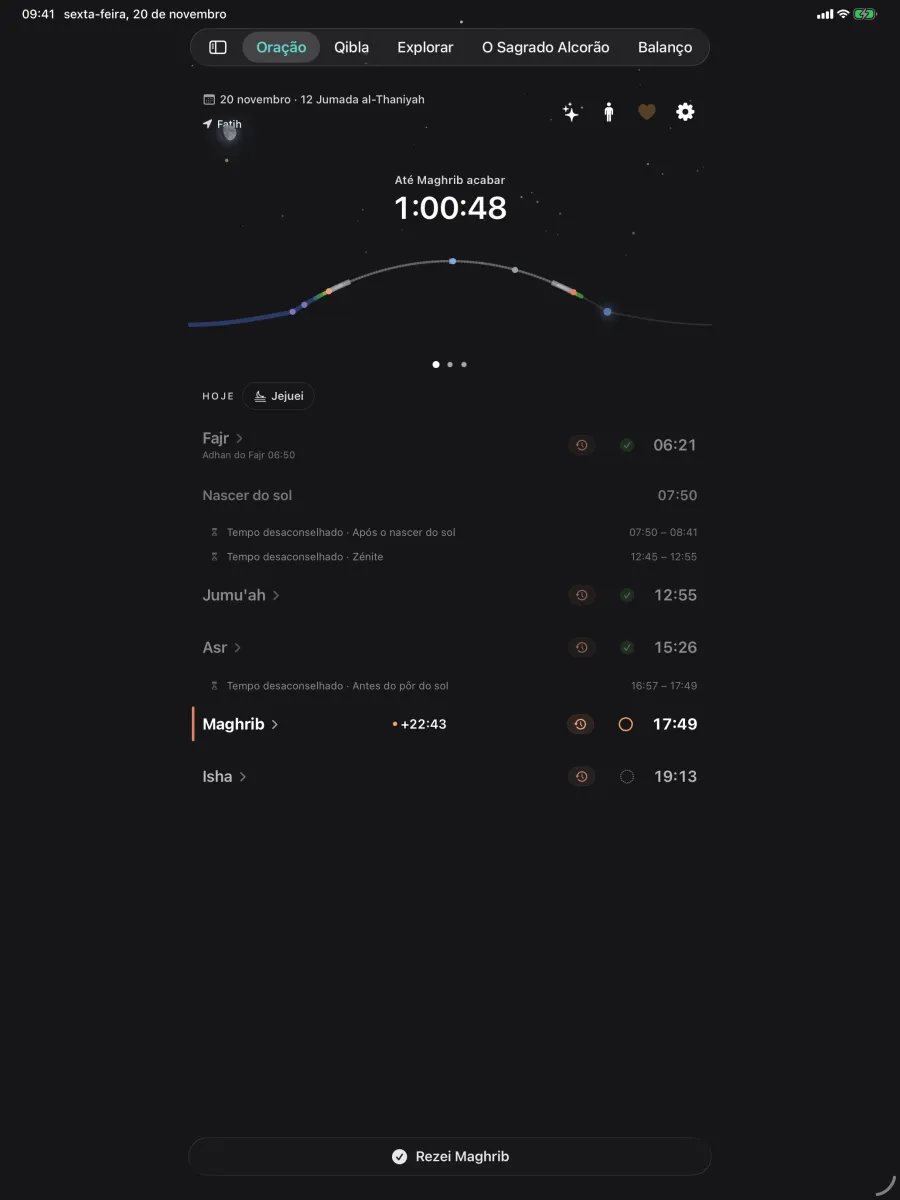 09:41 sexta-feira, 20 de novembro
Oração Qibla Explorar O Sagrado Alcorão Balanço
20 novembro · 12 Jumada al-Thaniyah
Fatih
Até Maghrib acabar
1:00:48
HOJE Jejuei
Fajr 06:21
Adhan do Fajr 06:50
Nascer do sol 07:50
Tempo desaconselhado · Após o nascer do sol 07:50 – 08:41
Tempo desaconselhado · Zénite 12:45 – 12:55
Jumu'ah 12:55
Asr 15:26
Tempo desaconselhado · Antes do pôr do sol 16:57 – 17:49
Maghrib +22:43 17:49
Isha 19:13
Rezei Maghrib